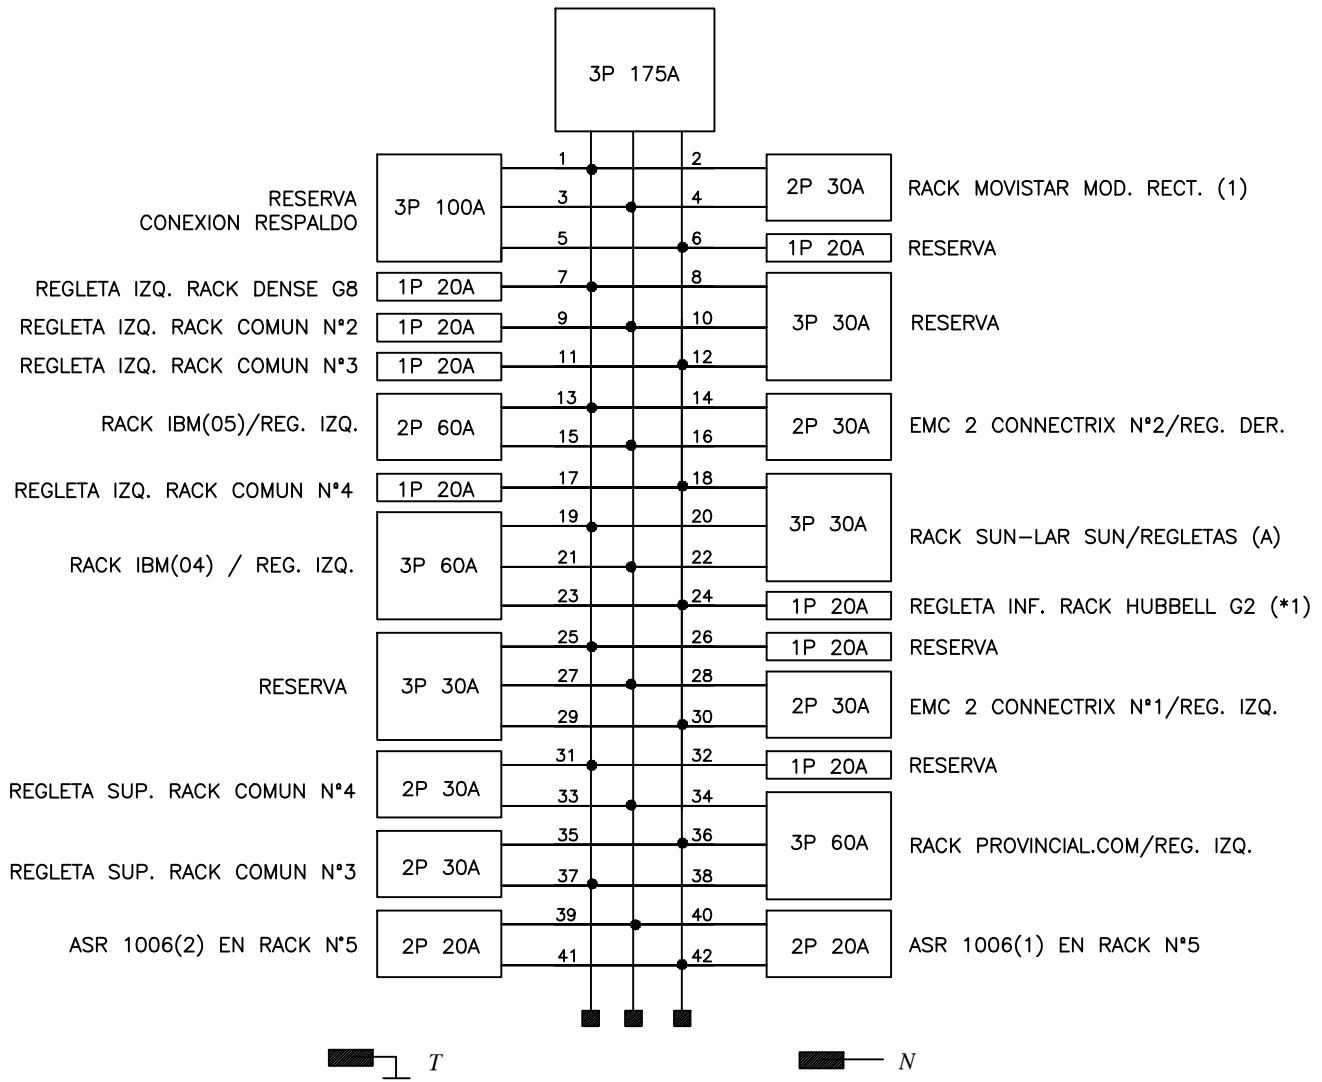 3P 175A
1 2
RESERVA
CONEXION RESPALDO
3P 100A
2P 30A
RACK MOVISTAR MOD. RECT. (1)
3 4
5 6
1P 20A
RESERVA
REGLETA IZQ. RACK DENSE G8
1P 20A
7 8
REGLETA IZQ. RACK COMUN N°2
1P 20A
9 10
3P 30A
RESERVA
REGLETA IZQ. RACK COMUN N°3
1P 20A
11 12
13 14
RACK IBM(05)/REG. IZQ.
2P 60A
2P 30A
EMC 2 CONNECTRIX N°2/REG. DER.
15 16
REGLETA IZQ. RACK COMUN N°4
1P 20A
17 18
19 20
3P 30A
RACK SUN-LAR SUN/REGLETAS (A)
RACK IBM(04) / REG. IZQ.
3P 60A
21 22
23 24
1P 20A
REGLETA INF. RACK HUBBELL G2 (*1)
25 26
1P 20A
RESERVA
RESERVA
3P 30A
27 28
2P 30A
EMC 2 CONNECTRIX N°1/REG. IZQ.
29 30
31 32
1P 20A
RESERVA
REGLETA SUP. RACK COMUN N°4
2P 30A
33 34
35 36
3P 60A
RACK PROVINCIAL.COM/REG. IZQ.
REGLETA SUP. RACK COMUN N°3
2P 30A
37 38
39 40
ASR 1006(2) EN RACK N°5
2P 20A
2P 20A
ASR 1006(1) EN RACK N°5
41 42
T
N